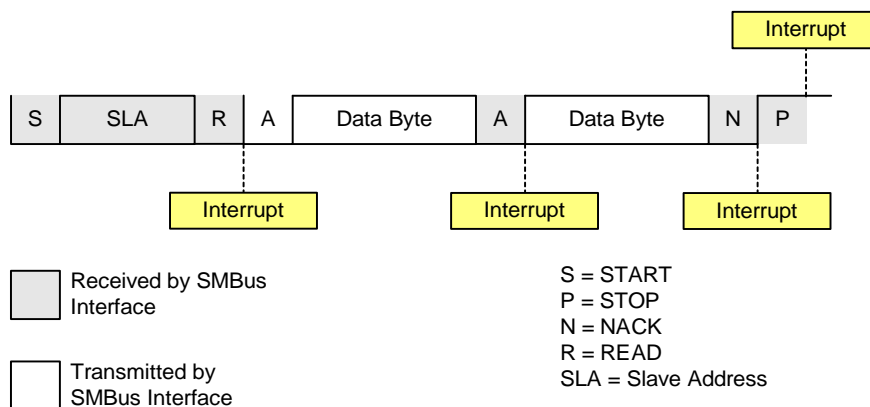 Interrupt
S SLA R A Data Byte A Data Byte N P
Interrupt Interrupt Interrupt
Received by SMBus
Interface
Transmitted by
SMBus Interface
S = START
P = STOP
N = NACK
R = READ
SLA = Slave Address